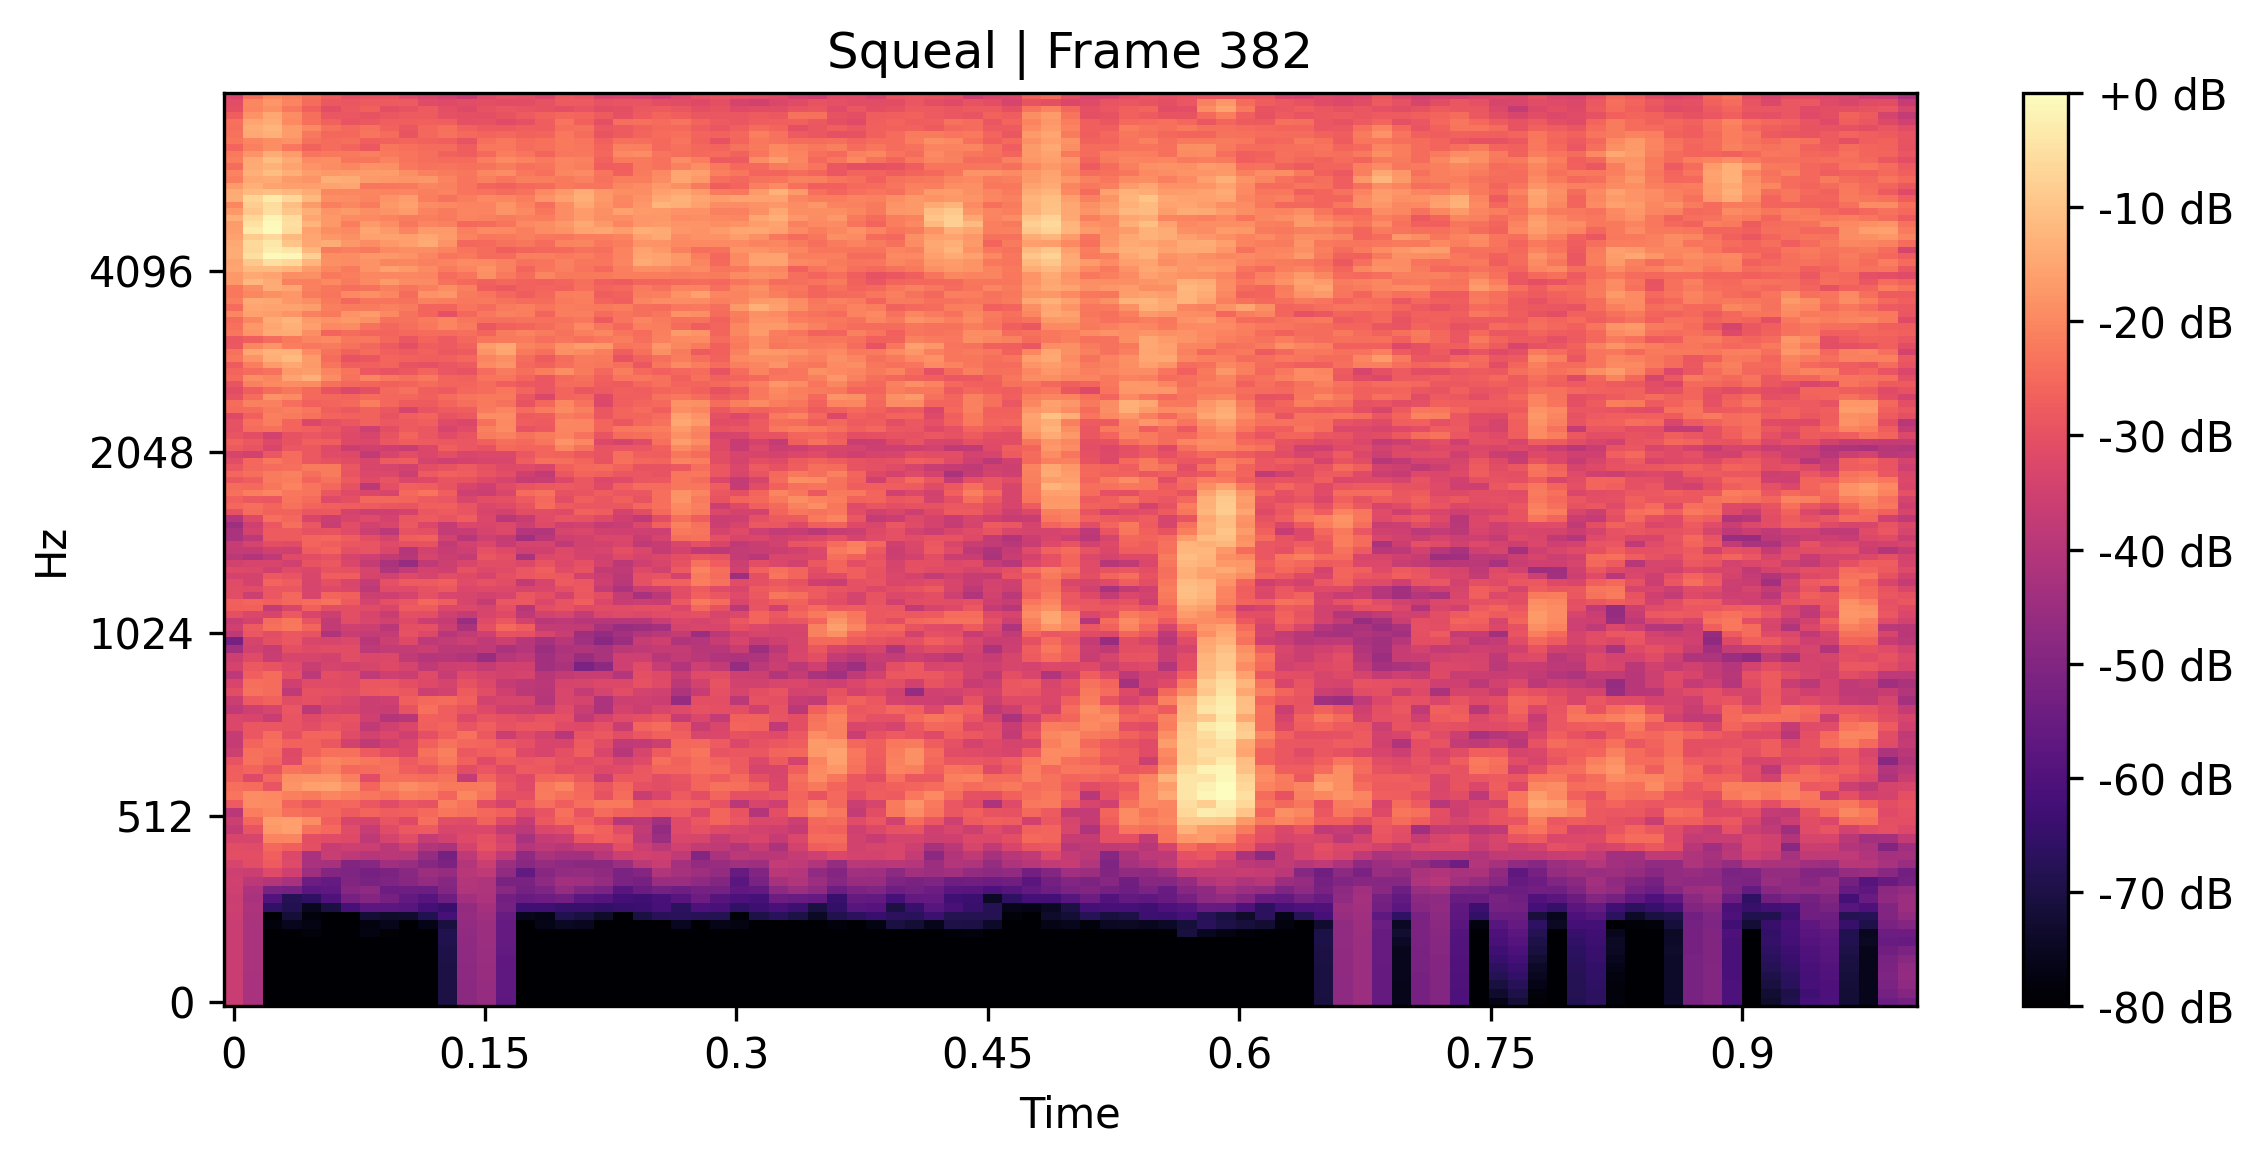 Squeal | Frame 382
+0 dB
-10 dB
-20 dB
-30 dB
-40 dB
-50 dB
-60 dB
-70 dB
-80 dB
Hz
4096
2048
1024
512
0
0 0.15 0.3 0.45 0.6 0.75 0.9
Time